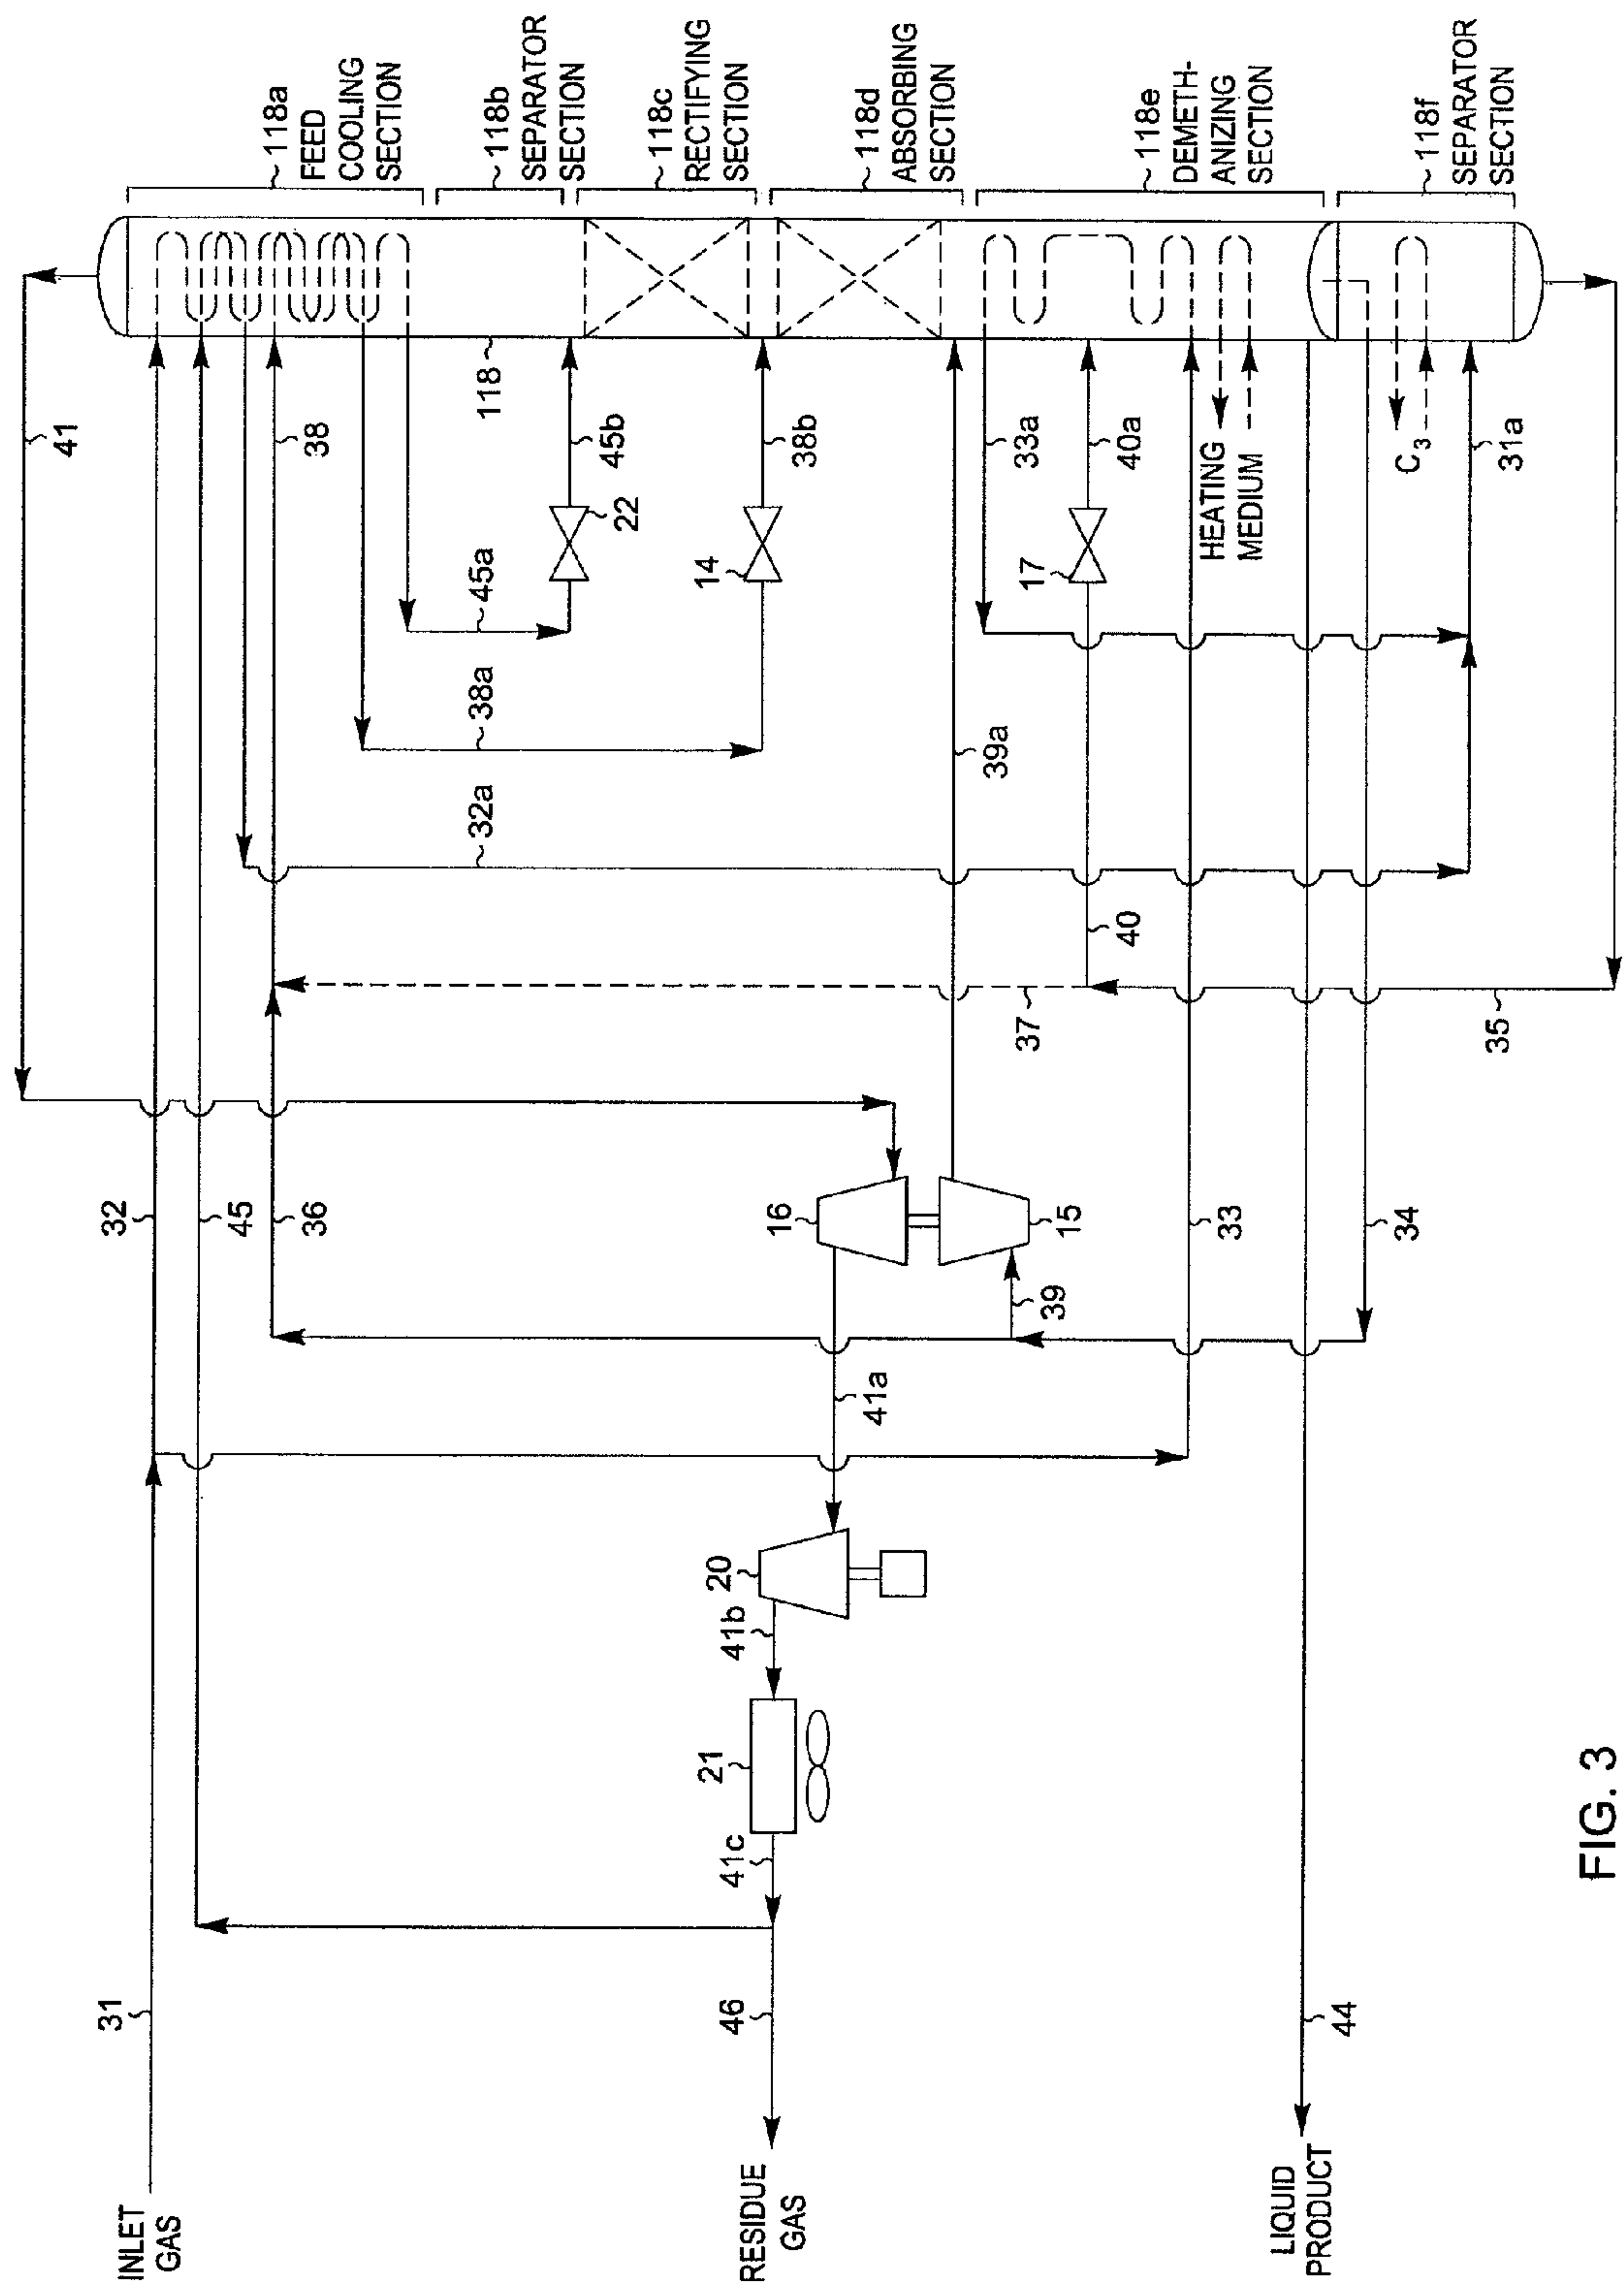 118a
FEED
COOLING
SECTION
118b
SEPARATOR
SECTION
118c
RECTIFYING
SECTION
118d
ABSORBING
SECTION
118e
DEMETH-
ANIZING
SECTION
118f
SEPARATOR
SECTION
41
38
118
45b
22
38b
14
45a
38a
32a
33a
40a
17
HEATING
MEDIUM
C3
31a
39a
40
37
35
32
45
36
16
15
33
34
39
41a
20
41b
21
41c
31
46
44
INLET
GAS
RESIDUE
GAS
LIQUID
PRODUCT
FIG. 3